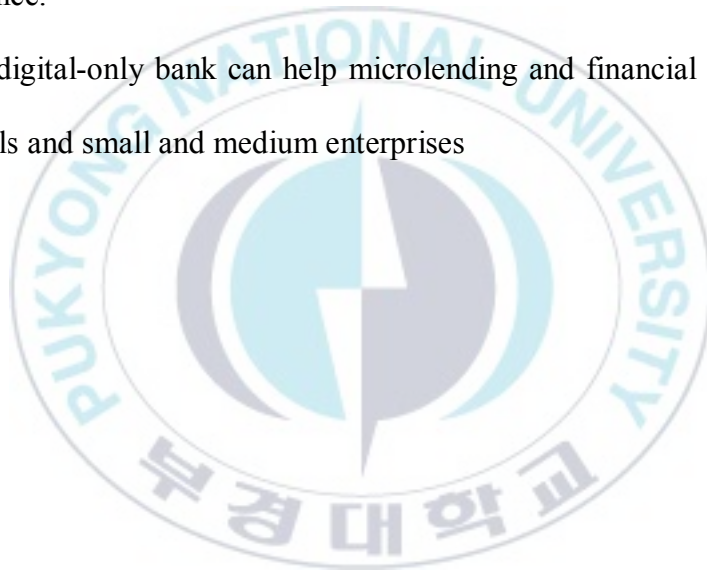 nce.
digital-only bank can help microlending and financial
ls and small and medium enterprises
PUKYONG NATIONAL UNIVERSITY
부경대학교